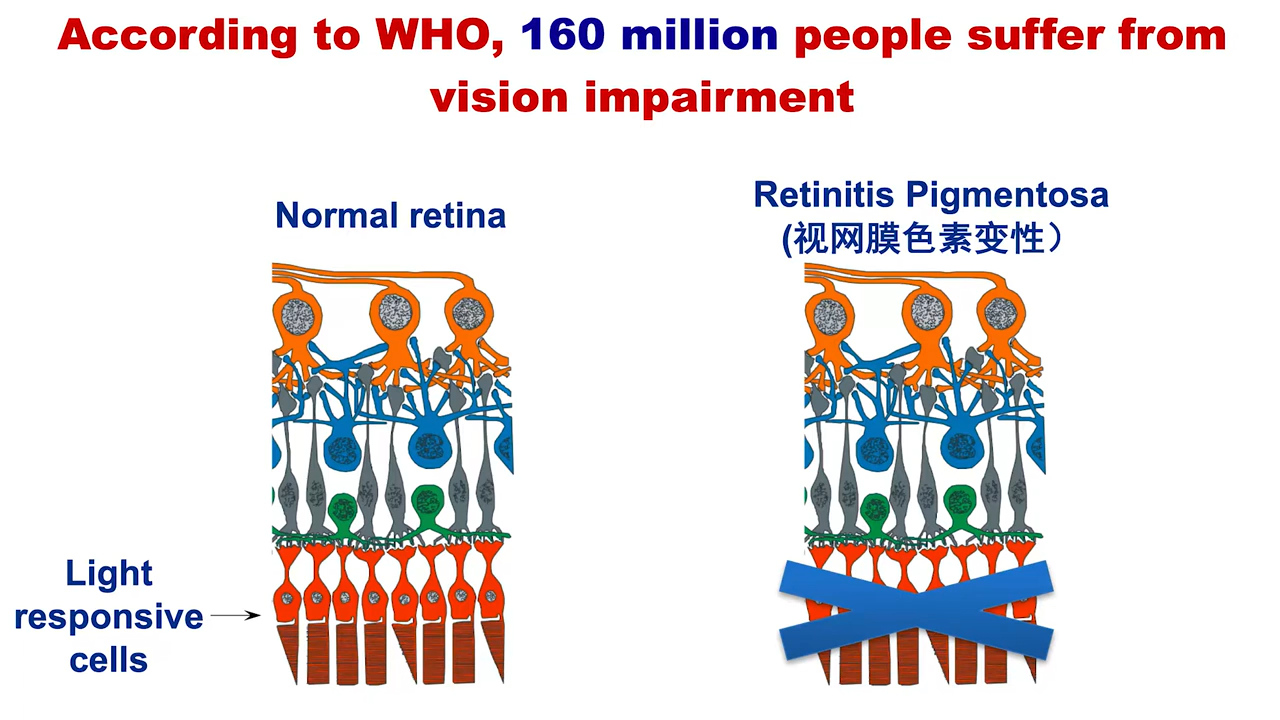 According to WHO, 160 million people suffer from
vision impairment
Normal retina
Retinitis Pigmentosa
(视网膜色素变性）
Light
responsive
cells